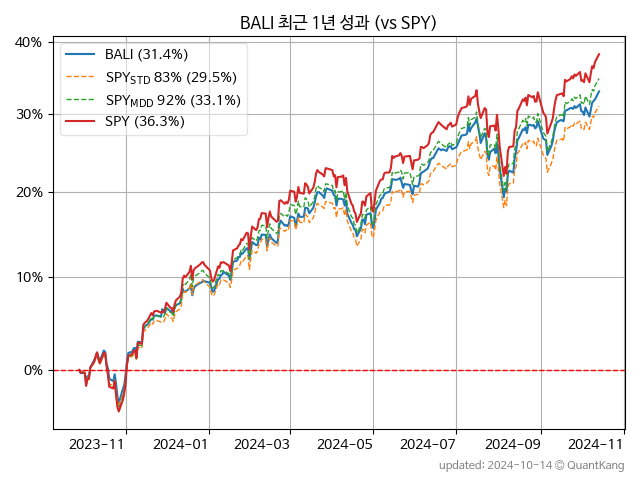 BALI 최근 1년 성과 (vs SPY)
BALI (31.4%)
SPY_STD 83% (29.5%)
SPY_MDD 92% (33.1%)
SPY (36.3%)
40%
30%
20%
10%
0%
2023-11 2024-01 2024-03 2024-05 2024-07 2024-09 2024-11
updated: 2024-10-14 © QuantKang